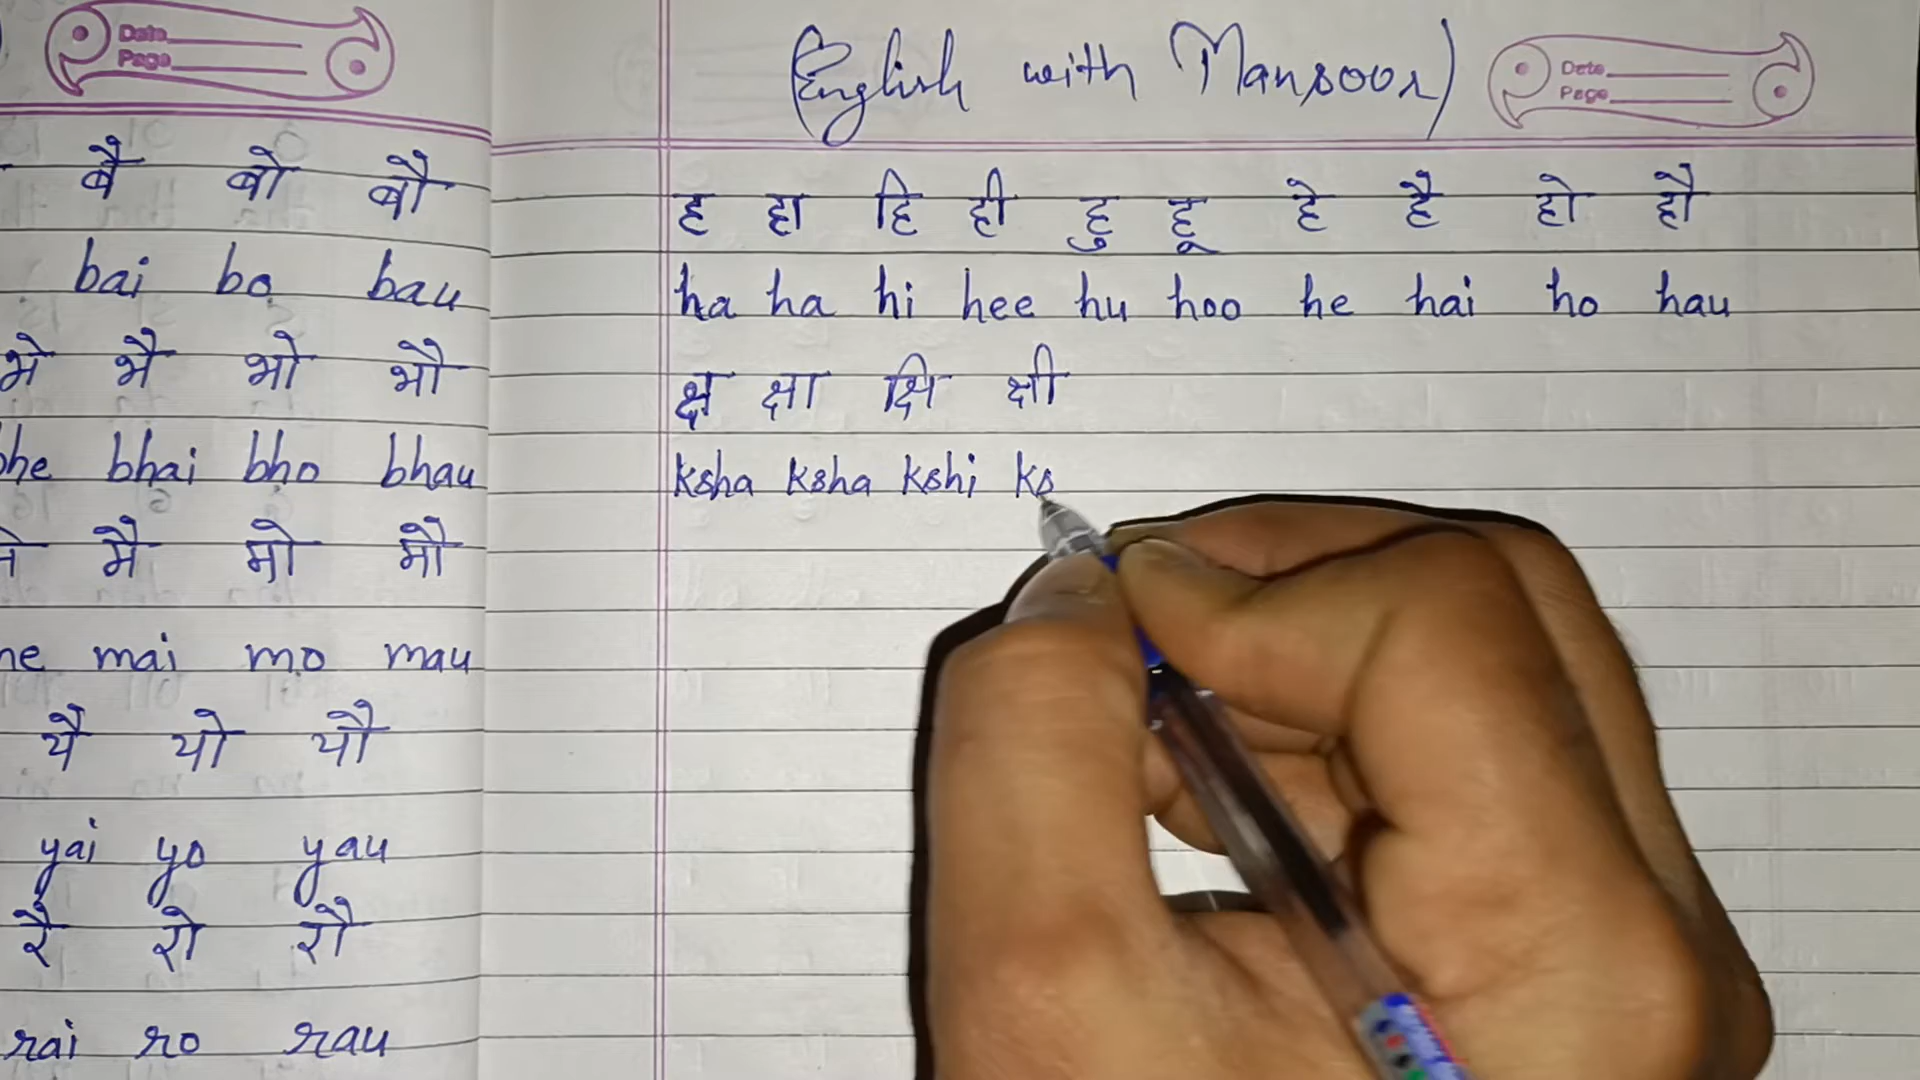 Date
Page
बै बो बौ
bai bo bau
भे भै भो भौ
bhe bhai bho bhau
मै मो मौ
mai mo mau
यै यो यौ
yai yo yau
रै रो रौ
rai ro rau
(English with Mansoor)
Date
Page
ह हा हि ही हु हू हे है हो हौ
ha ha hi hee hu hoo he hai ho hau
क्ष क्षा क्षि क्षी
ksha ksha kshi ks